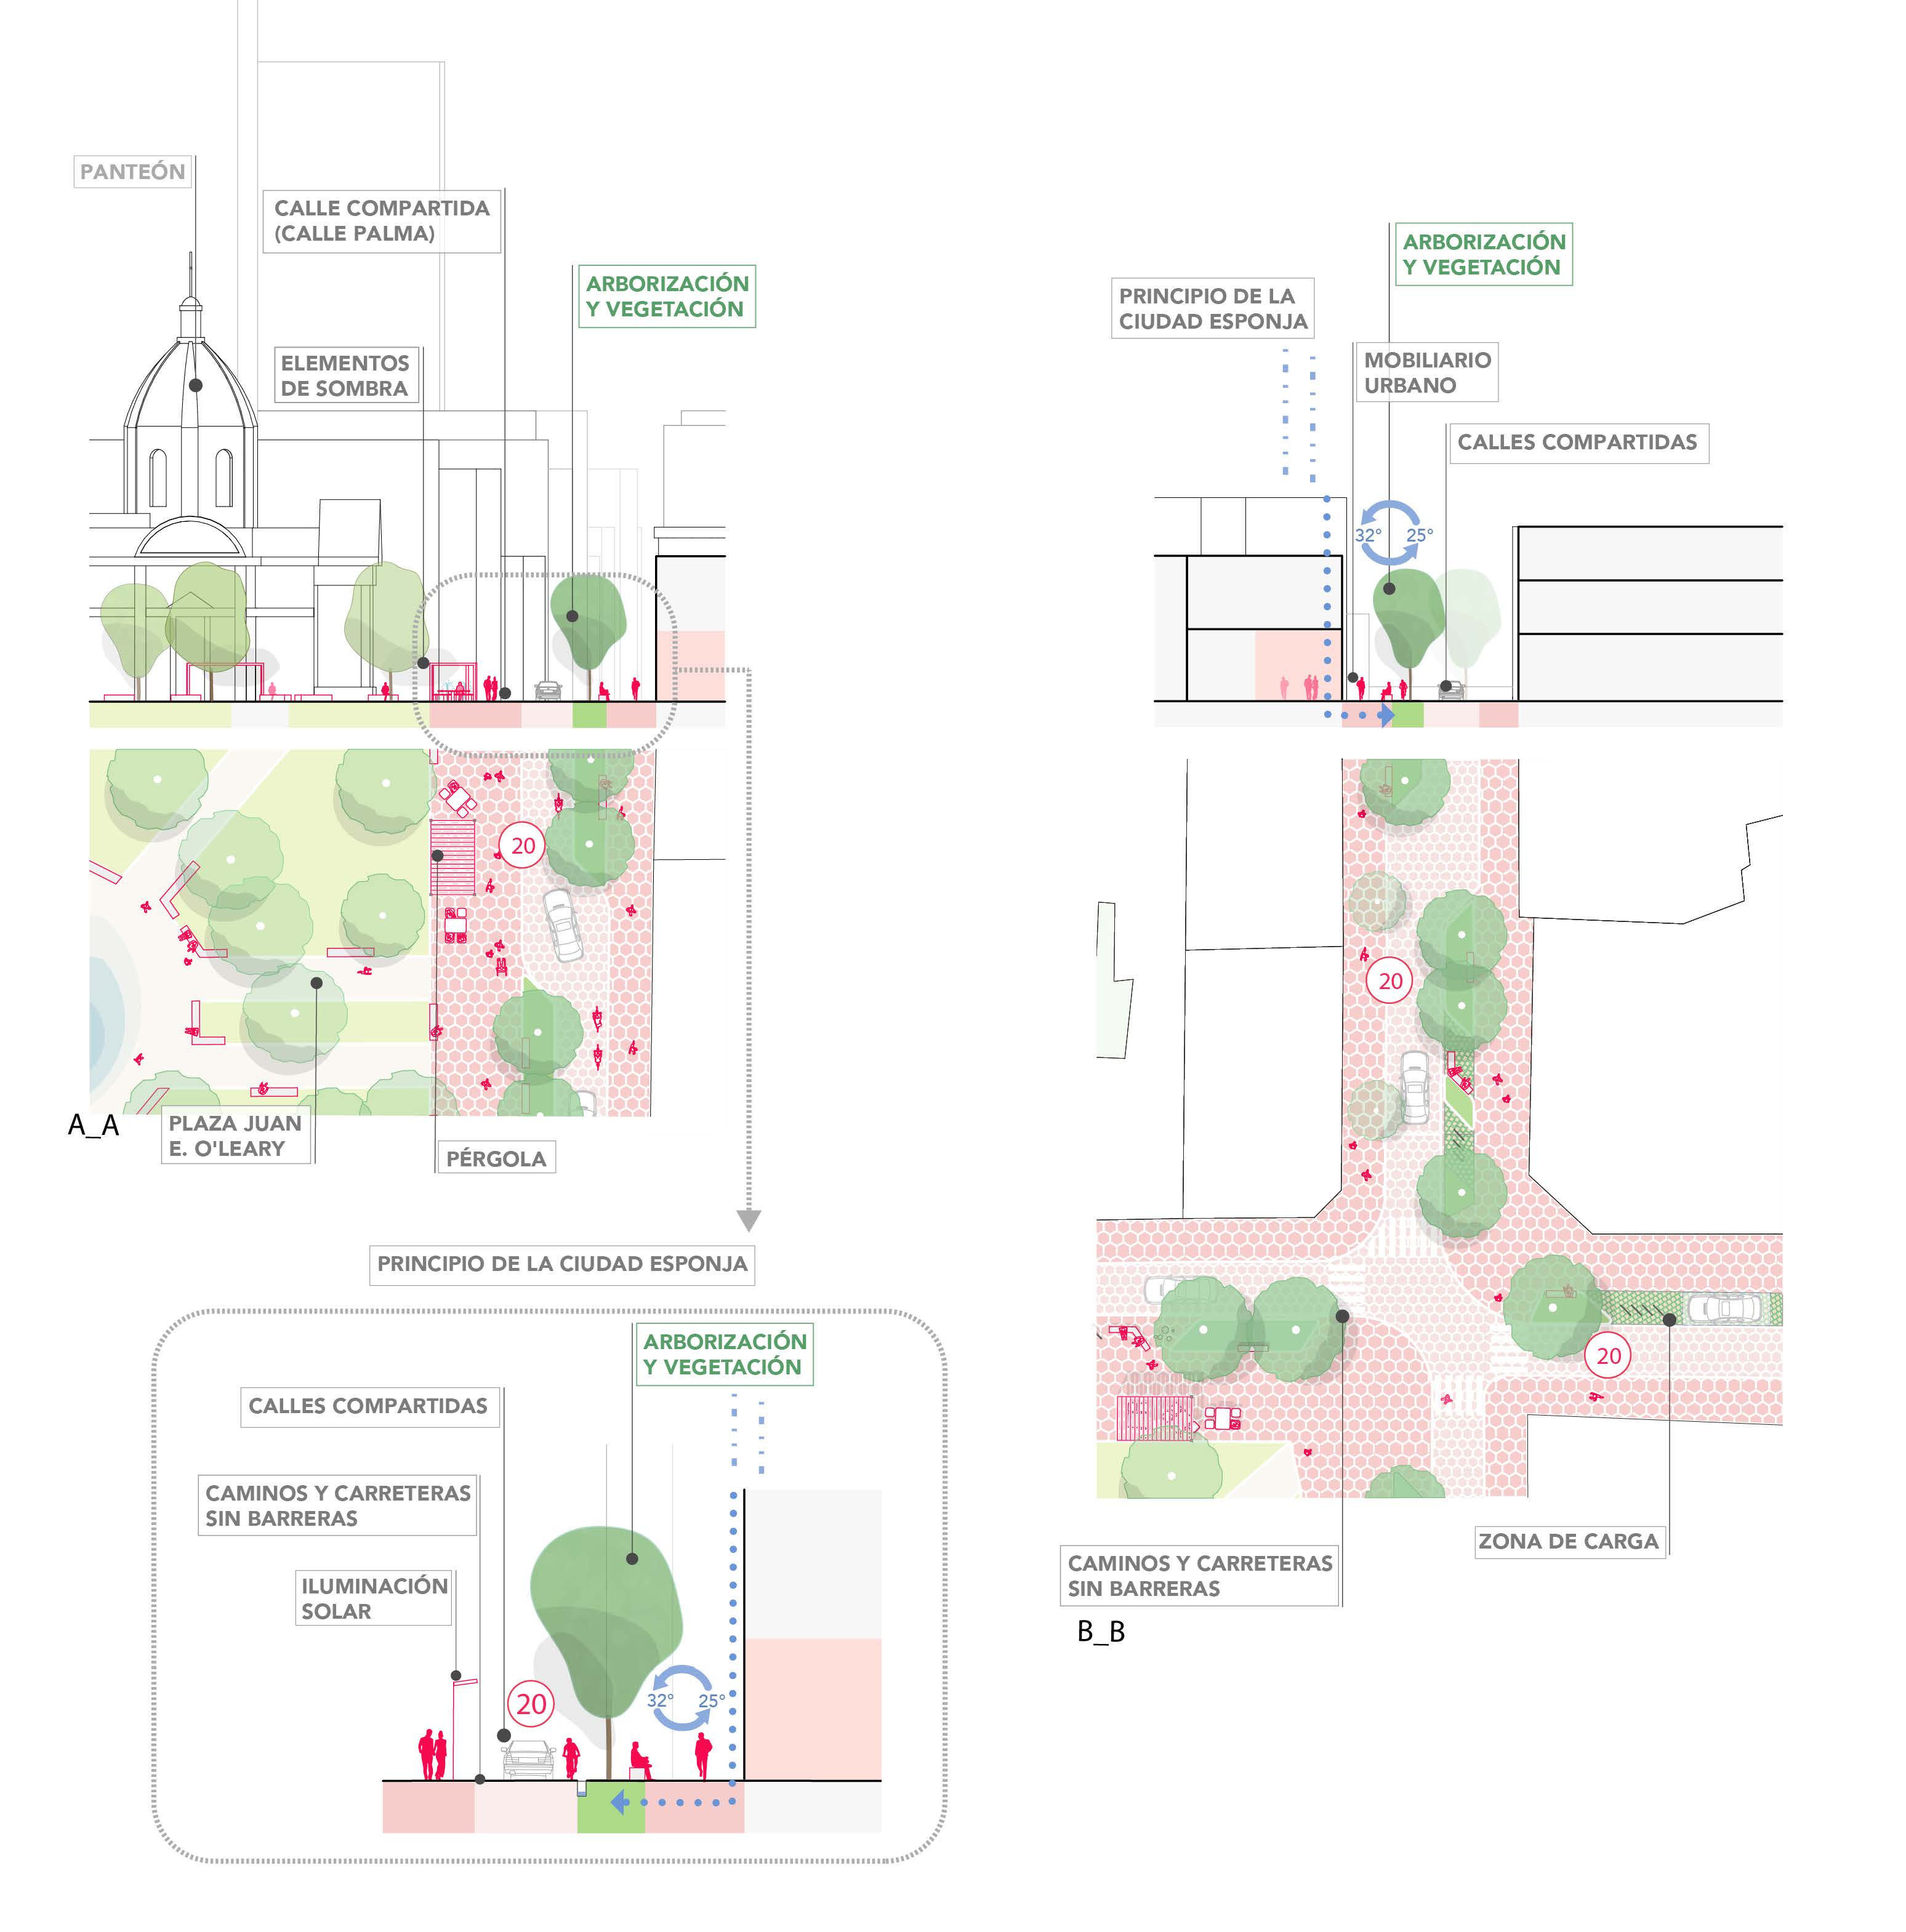 PANTEÓN
CALLE COMPARTIDA
(CALLE PALMA)
ARBORIZACIÓN
Y VEGETACIÓN
ELEMENTOS
DE SOMBRA
20
A_A
PLAZA JUAN
E. O'LEARY
PÉRGOLA
PRINCIPIO DE LA CIUDAD ESPONJA
ARBORIZACIÓN
Y VEGETACIÓN
CALLES COMPARTIDAS
CAMINOS Y CARRETERAS
SIN BARRERAS
ILUMINACIÓN
SOLAR
20
32° 25°
ARBORIZACIÓN
Y VEGETACIÓN
PRINCIPIO DE LA
CIUDAD ESPONJA
MOBILIARIO
URBANO
CALLES COMPARTIDAS
32° 25°
20
20
ZONA DE CARGA
CAMINOS Y CARRETERAS
SIN BARRERAS
B_B